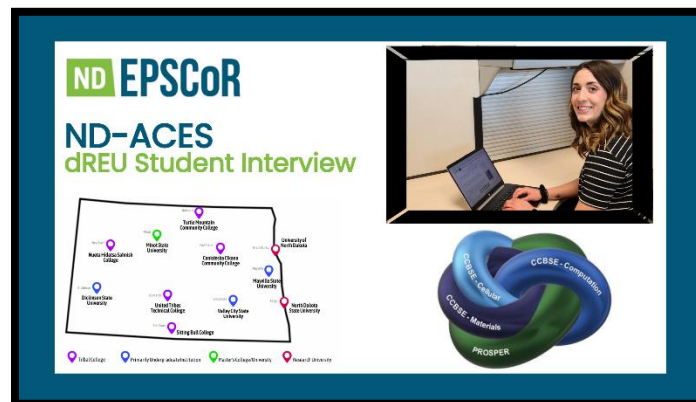 ND EPSCoR
ND-ACES
dREU Student Interview
Turtle Mountain
Community College
Minot State
University
University of
North Dakota
Nueta Hidatsa Sahnish
College
Cankdeska Cikana
Community College
Mayville State
University
Dickinson State
University
United Tribes
Technical College
Valley City State
University
North Dakota
State University
Sitting Bull College
Tribal College
Primarily Undergraduate Institution
Master's College/University
Research University
CCBSE - Cellular
CCBSE - Computation
CCBSE - Materials
PROSPER